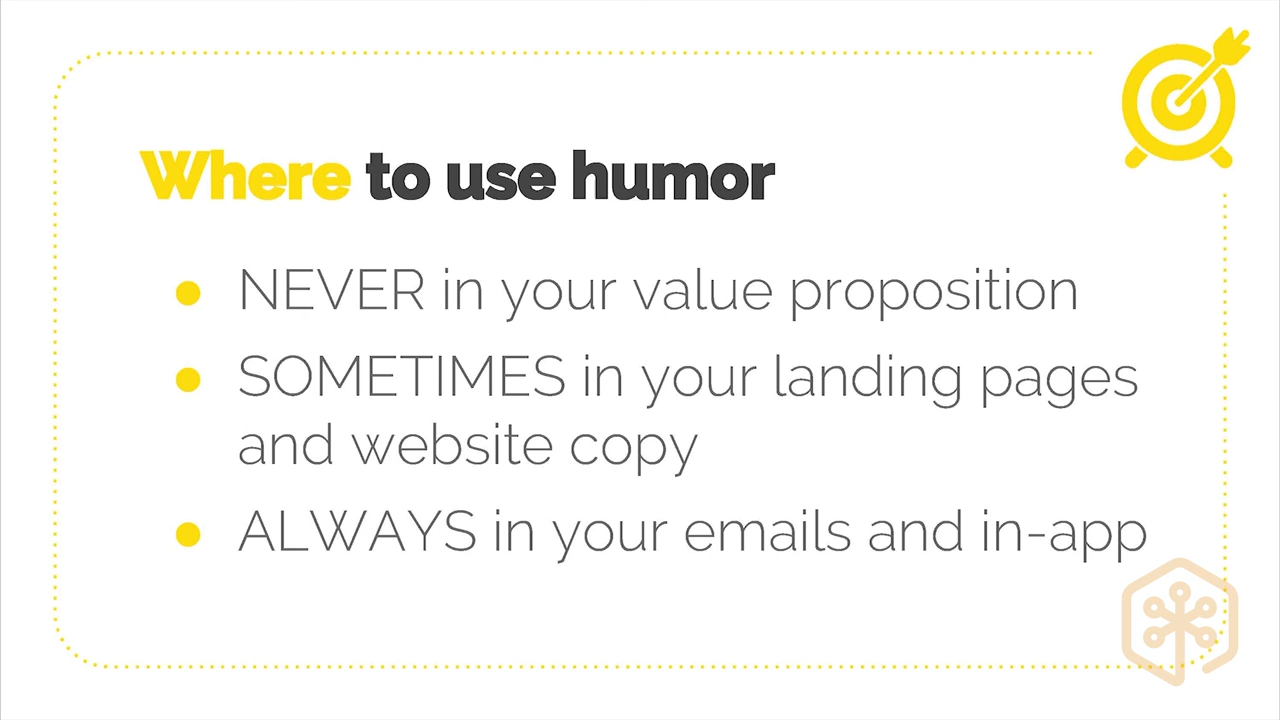 Where to use humor
NEVER in your value proposition
SOMETIMES in your landing pages
and website copy
ALWAYS in your emails and in-app